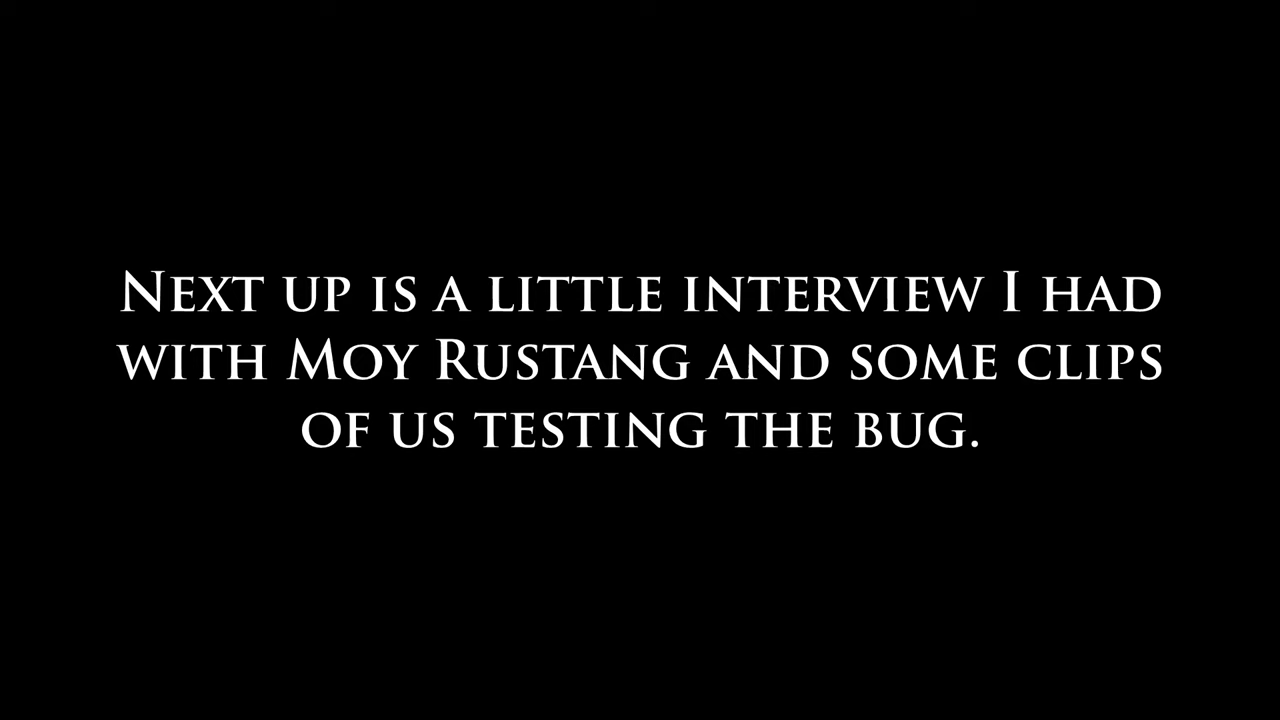 Next up is a little interview I had
with Moy Rustang and some clips
of us testing the bug.